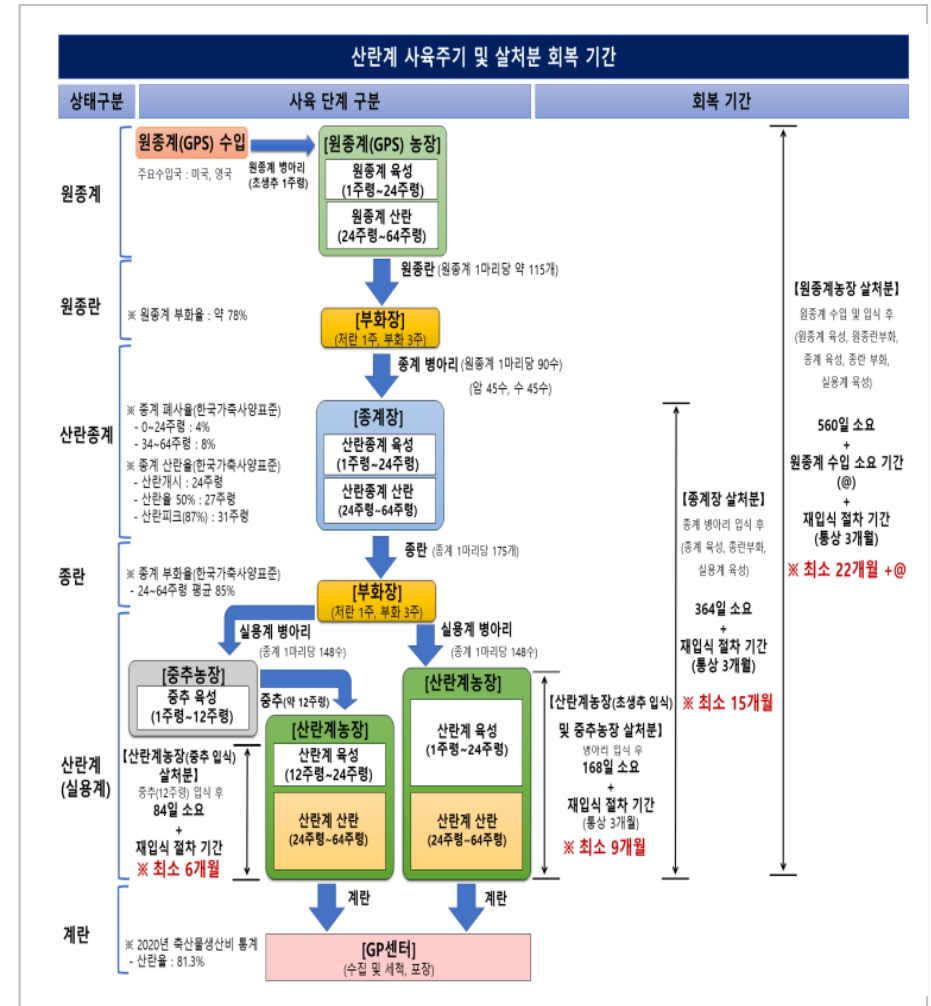 산란계 사육주기 및 살처분 회복 기간
상태구분
사육 단계 구분
회복 기간
원종계
원종계(GPS) 수입
주요수입국 : 미국, 영국
원종계 병아리
(초생추 1주령)
[원종계(GPS) 농장]
원종계 육성
(1주령~24주령)
원종계 산란
(24주령~64주령)
원종란 (원종계 1마리당 약 115개)
원종란
※ 원종계 부화율 : 약 78%
[부화장]
(저란 1주, 부화 3주)
종계 병아리 (원종계 1마리당 90수)
(암 45수, 수 45수)
산란종계
※ 종계 폐사율(한국가축사양표준)
- 0~24주령 : 4%
- 34~64주령 : 8%
※ 종계 산란율(한국가축사양표준)
- 산란개시 : 24주령
- 산란율 50% : 27주령
- 산란피크(87%) : 31주령
[종계장]
산란종계 육성
(1주령~24주령)
산란종계 산란
(24주령~64주령)
종란 (종계 1마리당 175개)
종란
※ 종계 부화율(한국가축사양표준)
- 24~64주령 평균 85%
[부화장]
(저란 1주, 부화 3주)
실용계 병아리
(종계 1마리당 148수)
실용계 병아리
(종계 1마리당 148수)
산란계
(실용계)
[중추농장]
중추 육성
(1주령~12주령)
중추(약 12주령)
[산란계농장]
산란계 육성
(12주령~24주령)
산란계 산란
(24주령~64주령)
[산란계농장]
산란계 육성
(1주령~24주령)
산란계 산란
(24주령~64주령)
【산란계농장(중추 입식)
살처분】
중추(12주령) 입식 후
84일 소요
+
재입식 절차 기간
※ 최소 6개월
【산란계농장(초생추 입식)
및 중추농장 살처분】
병아리 입식 후
168일 소요
+
재입식 절차 기간
(통상 3개월)
※ 최소 9개월
【종계장 살처분】
종계 병아리 입식 후
(종계 육성, 종란부화,
실용계 육성)
364일 소요
+
재입식 절차 기간
(통상 3개월)
※ 최소 15개월
【원종계농장 살처분】
원종계 수입 및 입식 후
(원종계 육성, 원종란부화,
종계 육성, 종란 부화,
실용계 육성)
560일 소요
+
원종계 수입 소요 기간
(@)
+
재입식 절차 기간
(통상 3개월)
※ 최소 22개월 +@
계란
계란
계란
※ 2020년 축산물생산비 통계
- 산란율 : 81.3%
[GP센터]
(수집 및 세척, 포장)